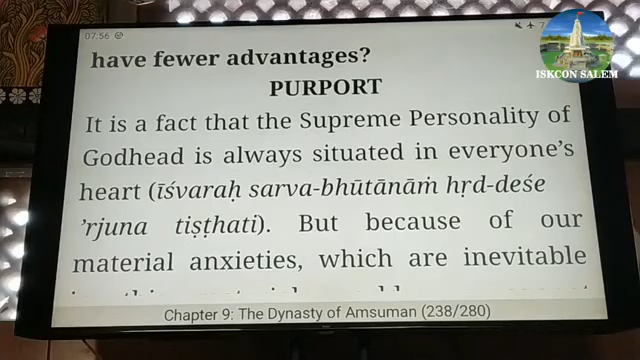 07:56
7
ISKCON SALEM
have fewer advantages?
PURPORT
It is a fact that the Supreme Personality of
Godhead is always situated in everyone’s
heart (īśvaraḥ sarva-bhūtānāṁ hṛd-deśe
’rjuna tiṣṭhati). But because of our
material anxieties, which are inevitable
Chapter 9: The Dynasty of Amsuman (238/280)